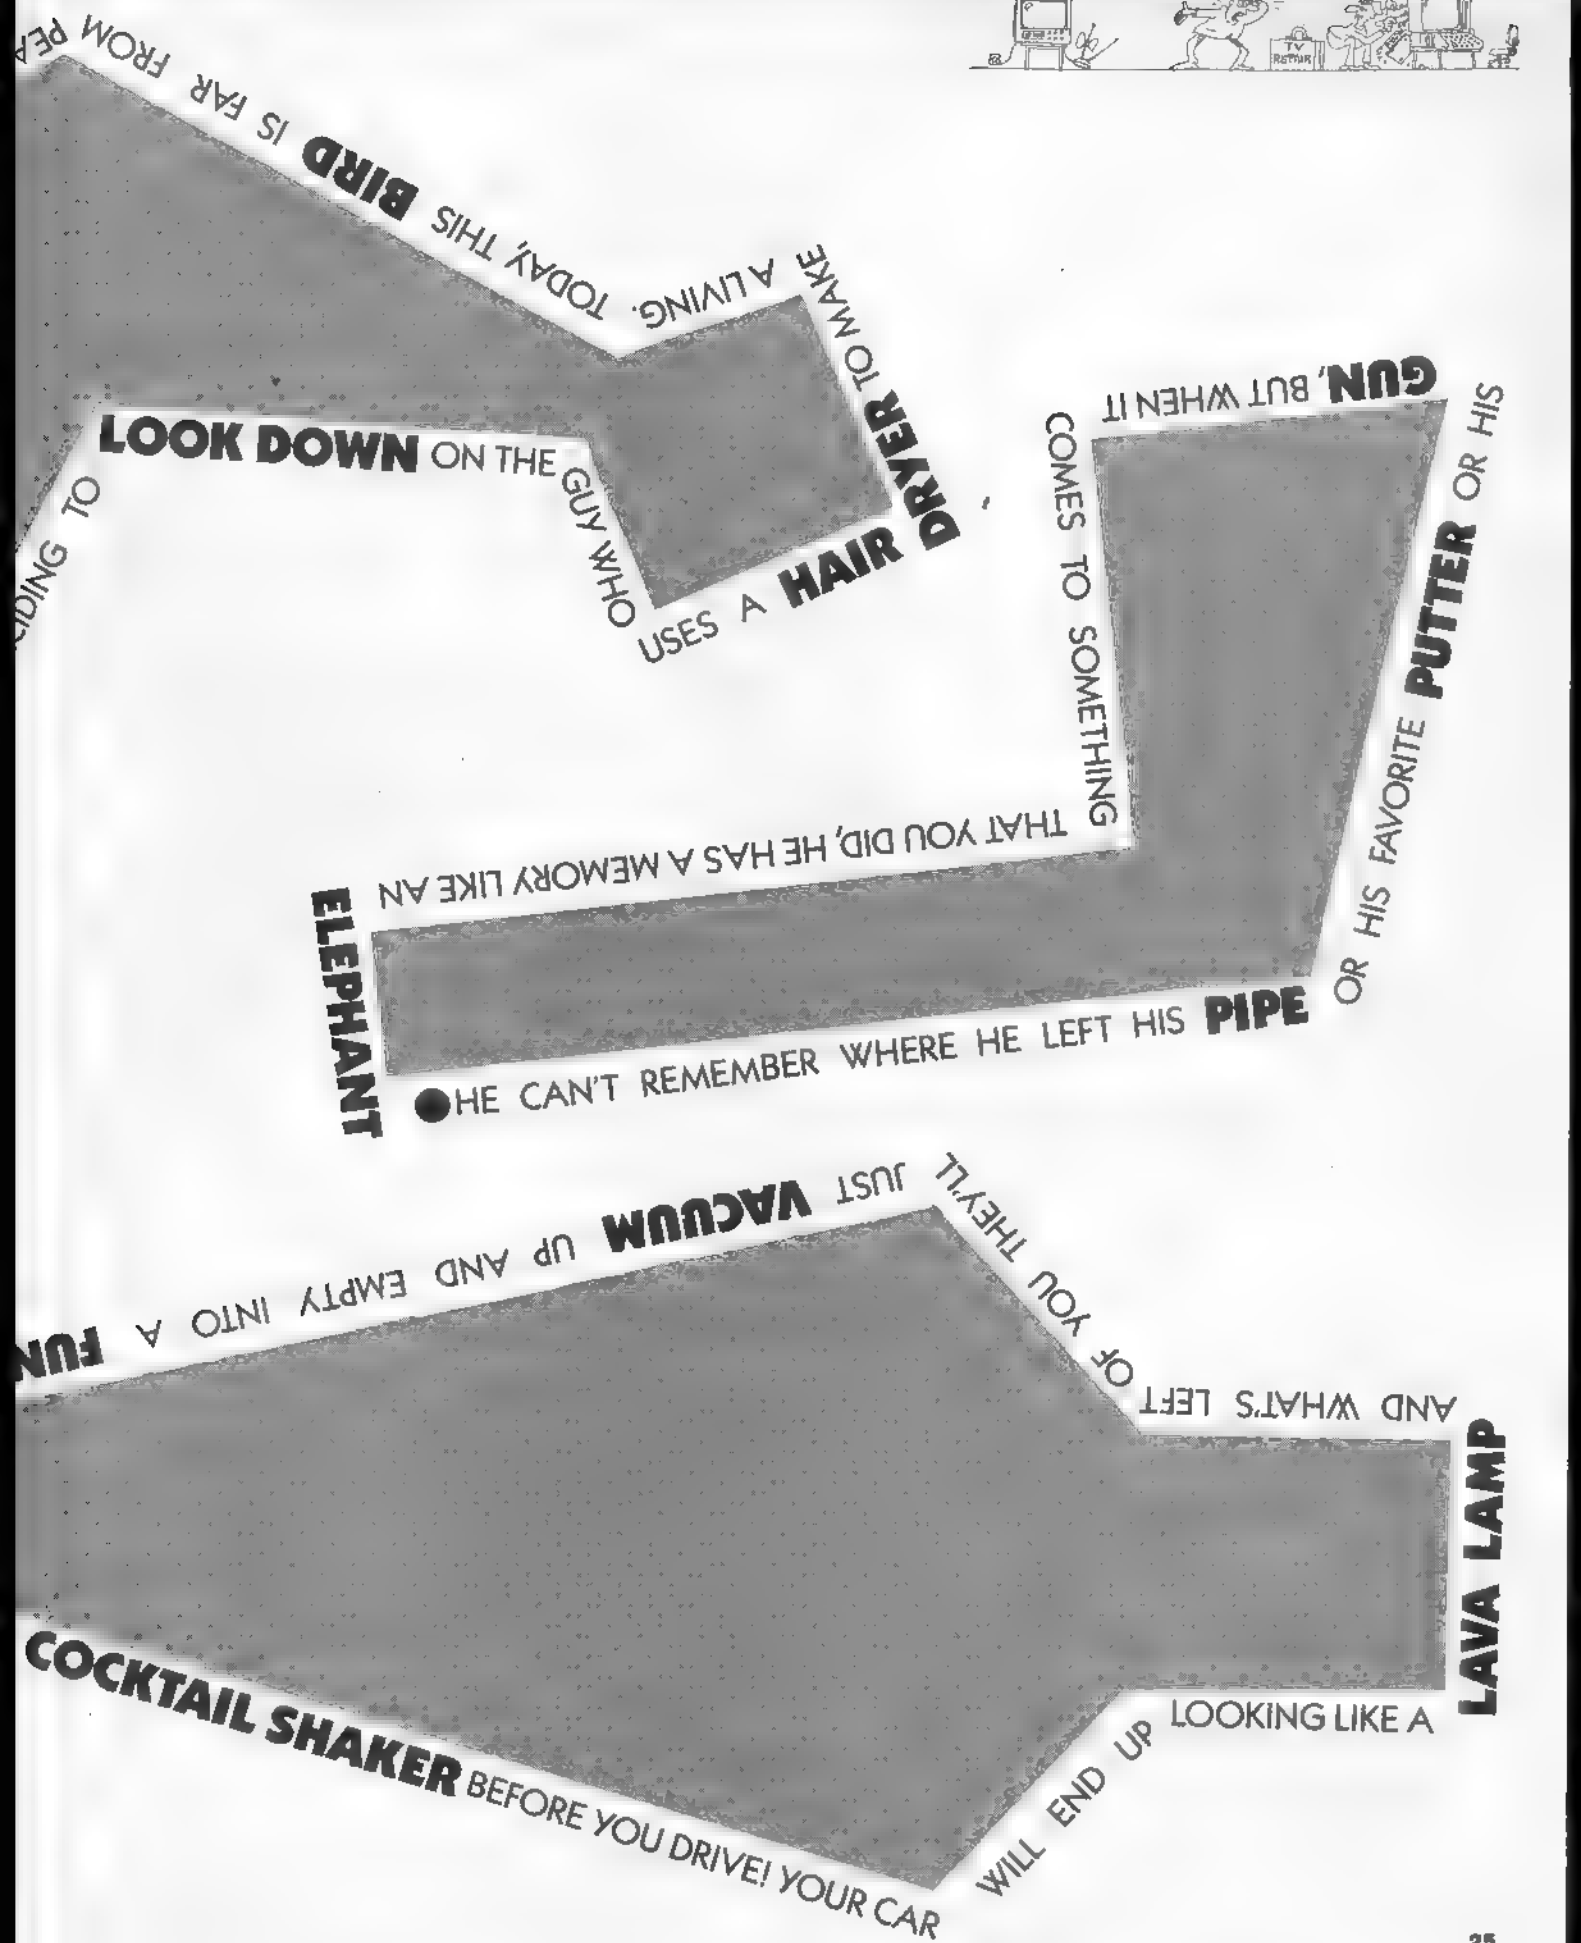 TV
REPAIR
LOOK DOWN ON THE
GUY WHO
USES A HAIR
DRYER TO MAKE
A LIVING.
TODAY, THIS BIRD IS FAR FROM
TO
●HE CAN'T REMEMBER WHERE HE LEFT HIS PIPE
OR HIS FAVORITE PUTTER OR HIS
GUN, BUT WHEN IT
COMES TO SOMETHING
THAT YOU DID, HE HAS A MEMORY LIKE AN
ELEPHANT
COCKTAIL SHAKER BEFORE YOU DRIVE! YOUR CAR
WILL END UP
LOOKING LIKE A
LAVA LAMP
AND WHAT'S LEFT
OF YOU THEY'LL
JUST VACUUM UP AND EMPTY INTO A FUN